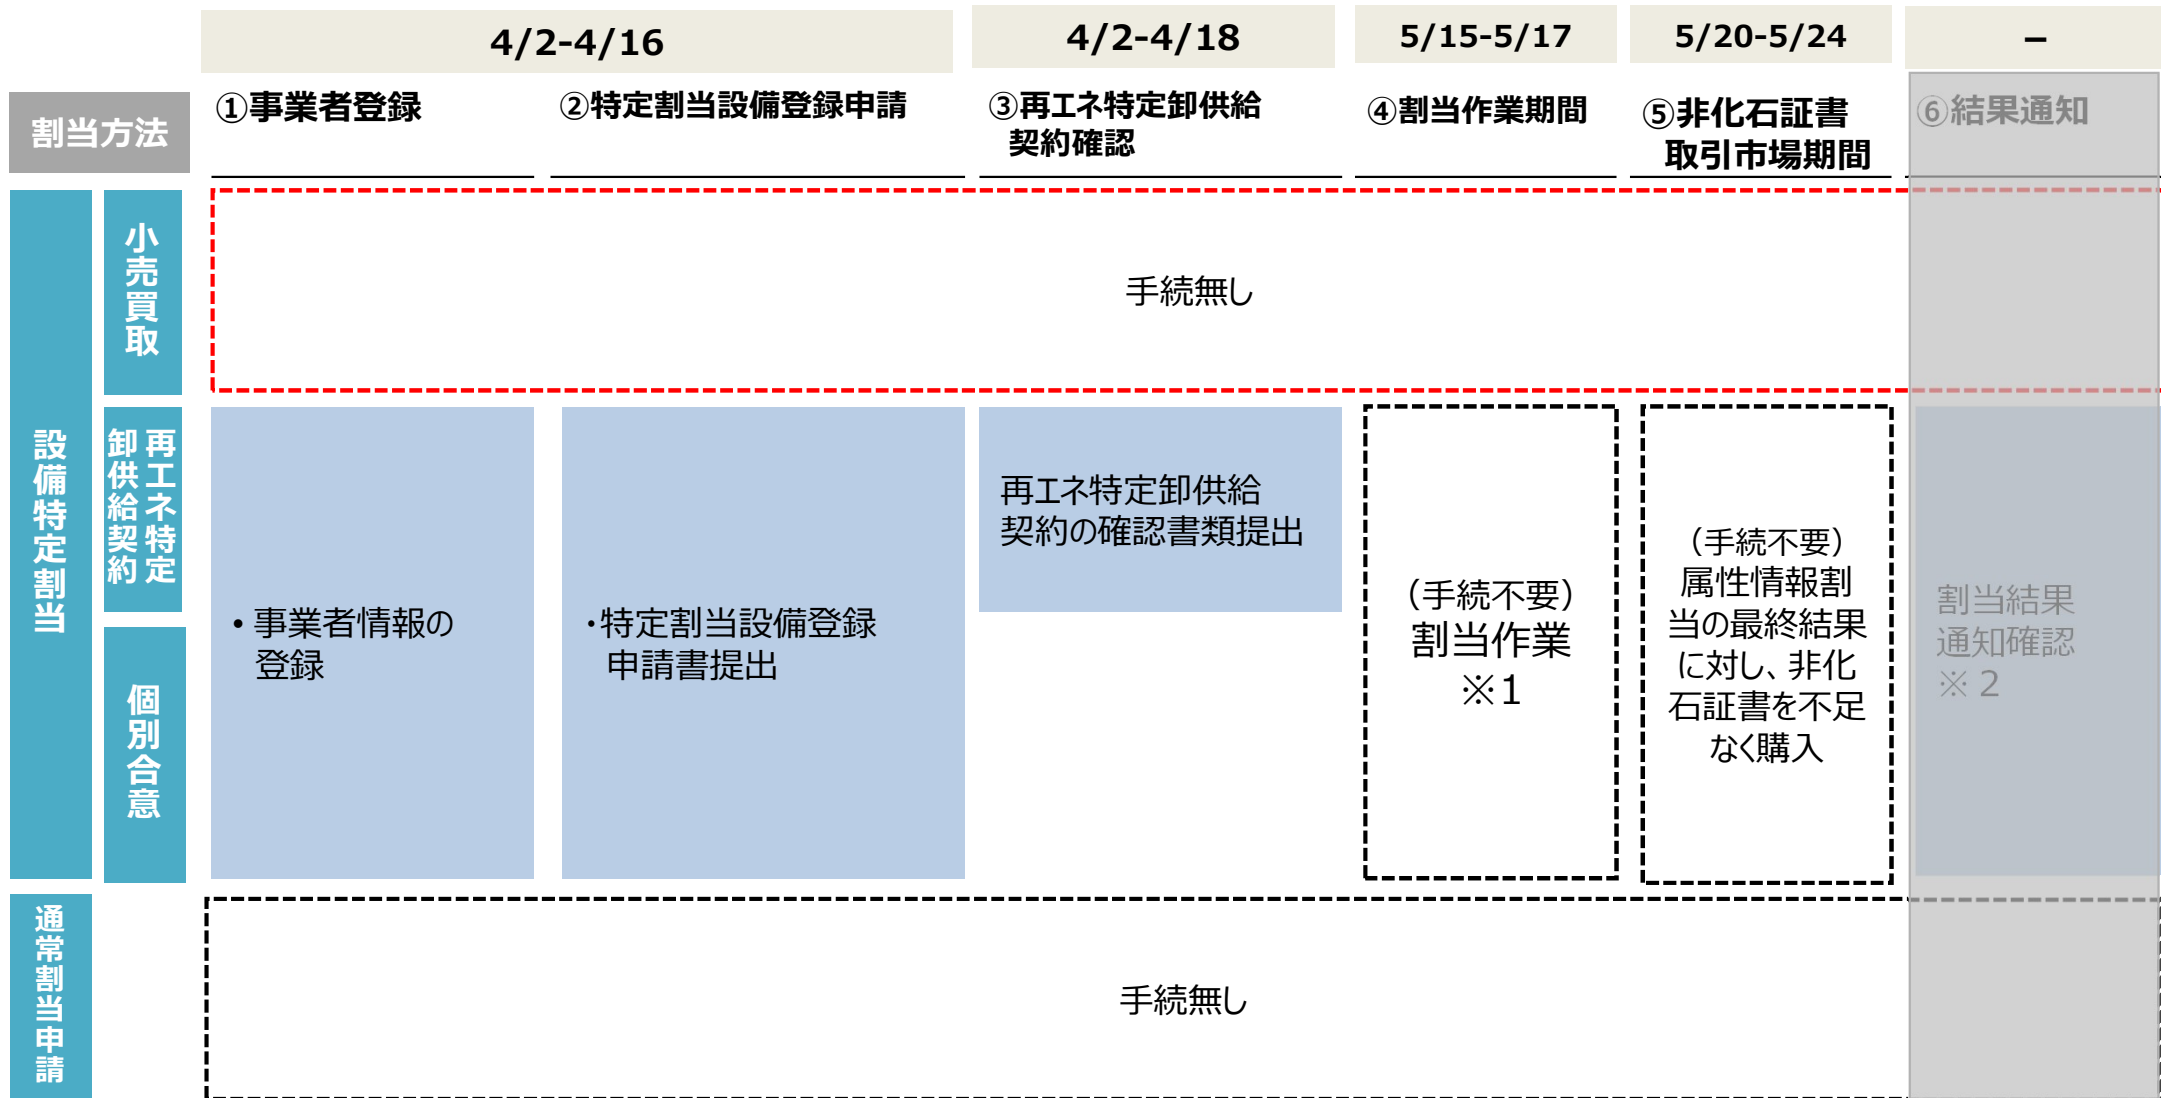 4/2-4/16
4/2-4/18
5/15-5/17
5/20-5/24
–
割当方法
①事業者登録
②特定割当設備登録申請
③再エネ特定卸供給
契約確認
④割当作業期間
⑤非化石証書
取引市場期間
⑥結果通知
設備特定割当
小売買取
手続無し
再エネ特定
卸供給契約
個別合意
・事業者情報の
登録
・特定割当設備登録
申請書提出
再エネ特定卸供給
契約の確認書類提出
（手続不要）
割当作業
※1
（手続不要）
属性情報割
当の最終結果
に対し、非化
石証書を不足
なく購入
割当結果
通知確認
※２
通常割当申請
手続無し